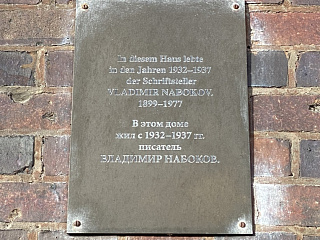 In diesem Haus lebte
in den Jahren 1932–1937
der Schriftsteller
VLADIMIR NABOKOV.
1899–1977
В этом доме
жил с 1932–1937 гг.
писатель
ВЛАДИМИР НАБОКОВ.